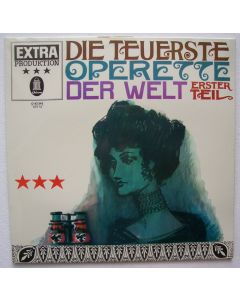 EXTRA
PRODUKTION
DIE TEUERSTE
OPERETTE
DER WELT
ERSTER
TEIL